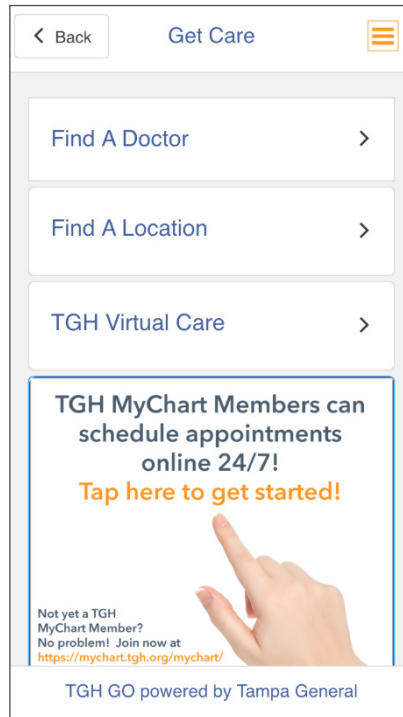 Back
Get Care
Find A Doctor
Find A Location
TGH Virtual Care
TGH MyChart Members can
schedule appointments
online 24/7!
Tap here to get started!
Not yet a TGH
MyChart Member?
No problem! Join now at
https://mychart.tgh.org/mychart/
TGH GO powered by Tampa General